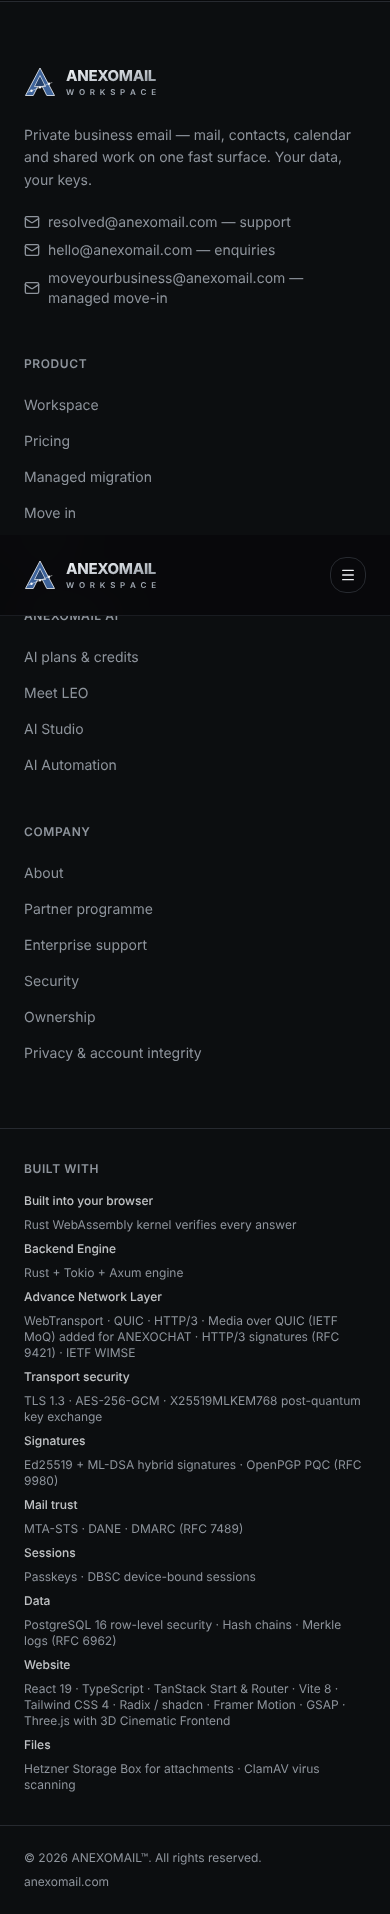 ANEXOMAIL
WORKSPACE
Private business email — mail, contacts, calendar
and shared work on one fast surface. Your data,
your keys.
resolved@anexomail.com — support
hello@anexomail.com — enquiries
moveyourbusiness@anexomail.com —
managed move-in
PRODUCT
Workspace
Pricing
Managed migration
Move in
ANEXOMAIL
WORKSPACE
ANEXOMAIL AI
AI plans & credits
Meet LEO
AI Studio
AI Automation
COMPANY
About
Partner programme
Enterprise support
Security
Ownership
Privacy & account integrity
BUILT WITH
Built into your browser
Rust WebAssembly kernel verifies every answer
Backend Engine
Rust + Tokio + Axum engine
Advance Network Layer
WebTransport · QUIC · HTTP/3 · Media over QUIC (IETF
MoQ) added for ANEXOCHAT · HTTP/3 signatures (RFC
9421) · IETF WIMSE
Transport security
TLS 1.3 · AES-256-GCM · X25519MLKEM768 post-quantum
key exchange
Signatures
Ed25519 + ML-DSA hybrid signatures · OpenPGP PQC (RFC
9980)
Mail trust
MTA-STS · DANE · DMARC (RFC 7489)
Sessions
Passkeys · DBSC device-bound sessions
Data
PostgreSQL 16 row-level security · Hash chains · Merkle
logs (RFC 6962)
Website
React 19 · TypeScript · TanStack Start & Router · Vite 8 ·
Tailwind CSS 4 · Radix / shadcn · Framer Motion · GSAP ·
Three.js with 3D Cinematic Frontend
Files
Hetzner Storage Box for attachments · ClamAV virus
scanning
© 2026 ANEXOMAIL™. All rights reserved.
anexomail.com